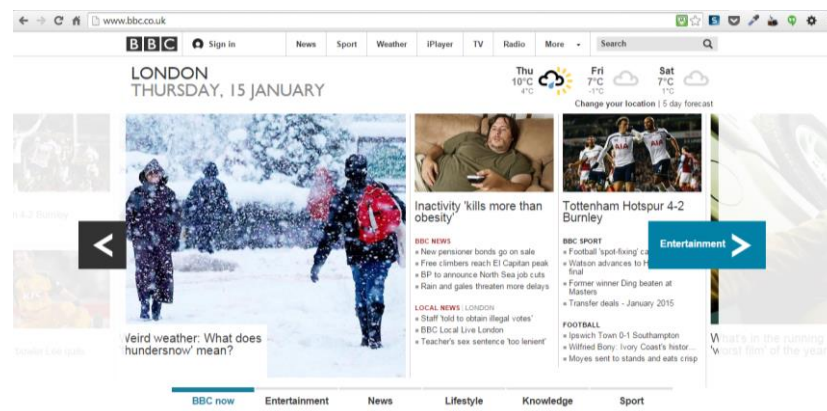 www.bbc.co.uk
BBC Sign in News Sport Weather iPlayer TV Radio More Search
LONDON
THURSDAY, 15 JANUARY
Thu
10°C
4°C
Fri
7°C
-1°C
Sat
7°C
1°C
Change your location | 5 day forecast
Weird weather: What does
'thundersnow' mean?
Inactivity 'kills more than
obesity'
BBC NEWS
New pensioner bonds go on sale
Free climbers reach El Capitan peak
BP to announce North Sea job cuts
Rain and gales threaten more delays
LOCAL NEWS | LONDON
Staff 'told to obtain illegal votes'
BBC Local Live London
Teacher's sex sentence 'too lenient'
AIA
AIA
Tottenham Hotspur 4-2
Burnley
BBC SPORT
Football 'spot-fixing' ca
Watson advances to H
final
Former winner Ding beaten at
Masters
Transfer deals - January 2015
FOOTBALL
Ipswich Town 0-1 Southampton
Wilfried Bony: Ivory Coast's histor...
Moyes sent to stands and eats crisp
Entertainment
What's in the running
'worst film' of the year
BBC now Entertainment News Lifestyle Knowledge Sport